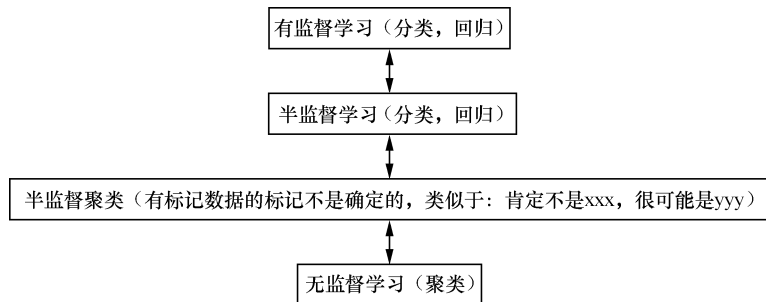 有监督学习（分类，回归）
半监督学习（分类，回归）
半监督聚类（有标记数据的标记不是确定的，类似于：肯定不是xxx，很可能是yyy）
无监督学习（聚类）